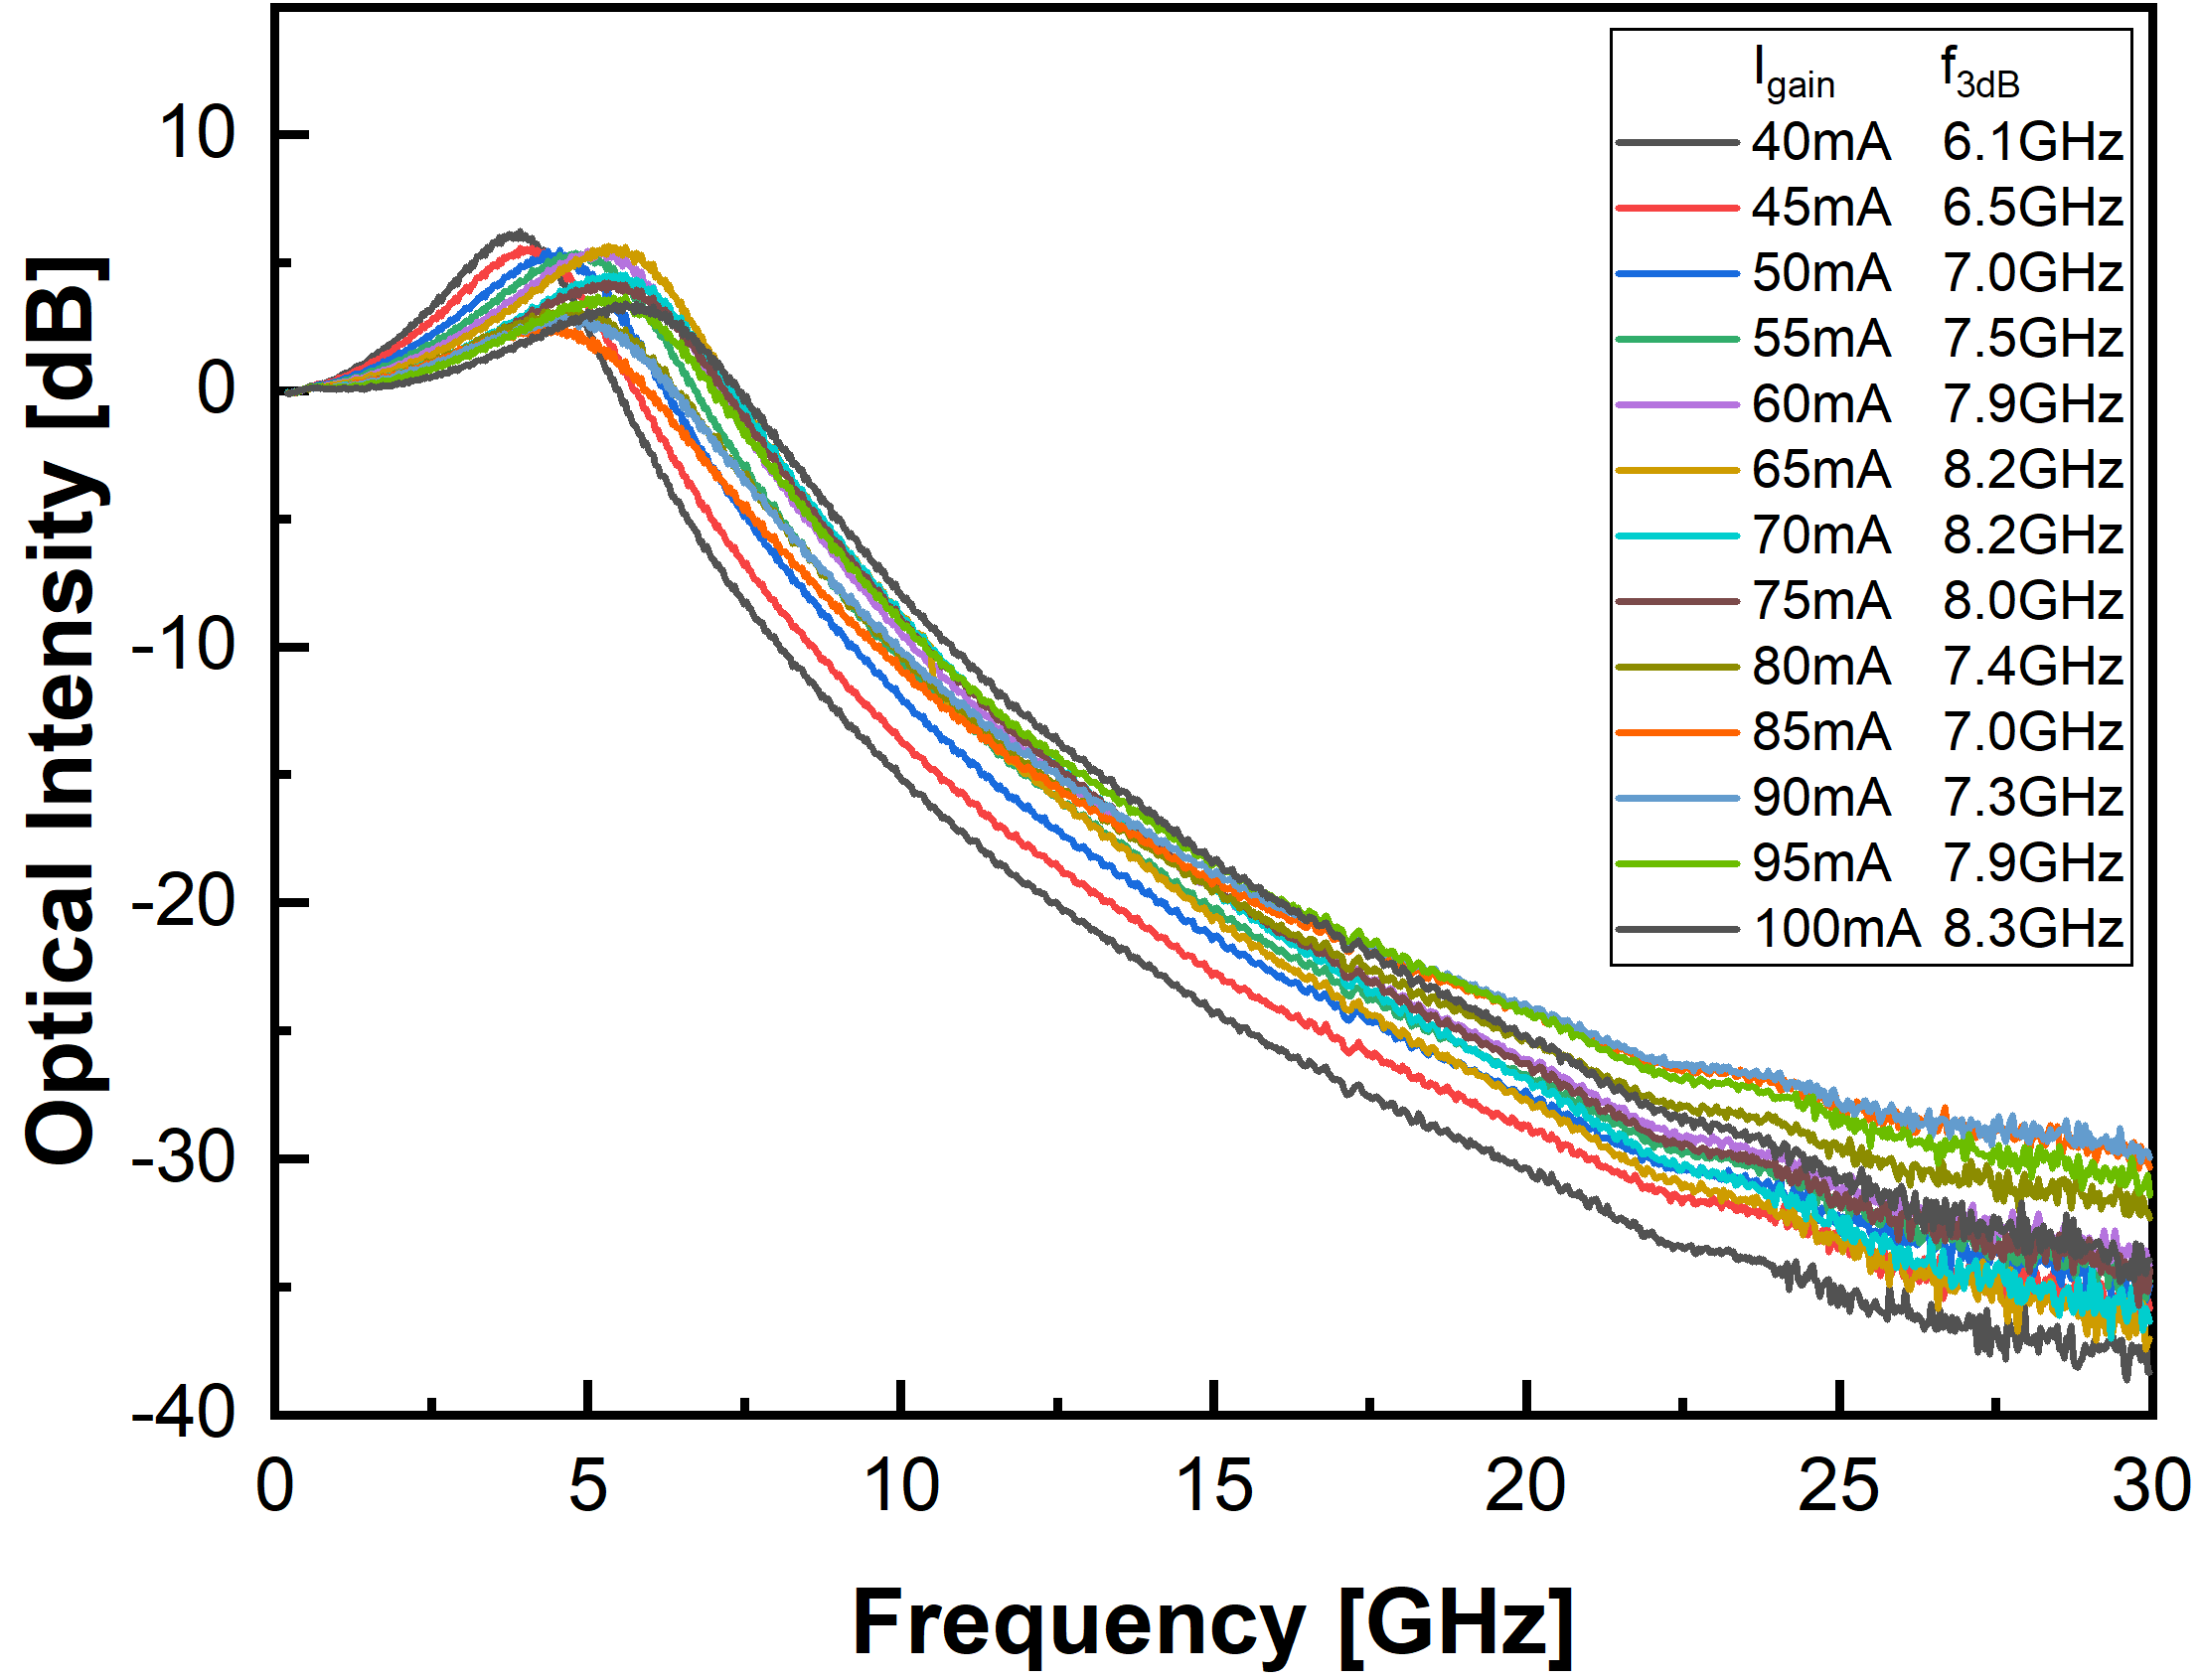 I_gain f_3dB
40mA 6.1GHz
45mA 6.5GHz
50mA 7.0GHz
55mA 7.5GHz
60mA 7.9GHz
65mA 8.2GHz
70mA 8.2GHz
75mA 8.0GHz
80mA 7.4GHz
85mA 7.0GHz
90mA 7.3GHz
95mA 7.9GHz
100mA 8.3GHz
Optical Intensity [dB]
10
0
-10
-20
-30
-40
0 5 10 15 20 25 30
Frequency [GHz]